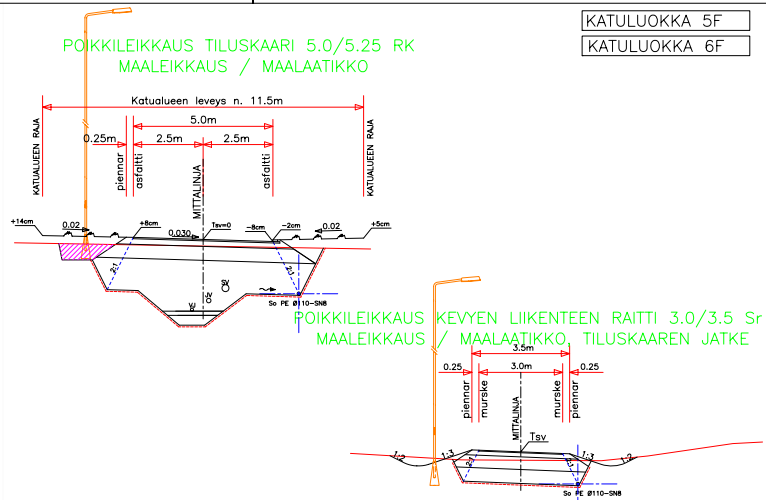 KATULUOKKA 5F
KATULUOKKA 6F
POIKKILEIKKAUS TILUSKAARI 5.0/5.25 RK
MAALEIKKAUS / MAALAATIKKO
Katualueen leveys n. 11.5m
5.0m
0.25m
2.5m
2.5m
KATUALUEEN RAJA
piennar
asfaltti
MITTALINJA
asfaltti
KATUALUEEN RAJA
+14cm
0.02
+8cm
0.030
Tsv=0
-8cm
-2cm
0.02
+5cm
2:1
2:1
So PE Ø110-SN8
POIKKILEIKKAUS KEVYEN LIIKENTEEN RAITTI 3.0/3.5 Sr
MAALEIKKAUS / MAALAATIKKO, TILUSKAAREN JATKE
3.5m
0.25
3.0m
0.25
piennar
murske
MITTALINJA
murske
piennar
Tsv
1:2
1:3
1:3
1:2
2:1
2:1
So PE Ø110-SN8